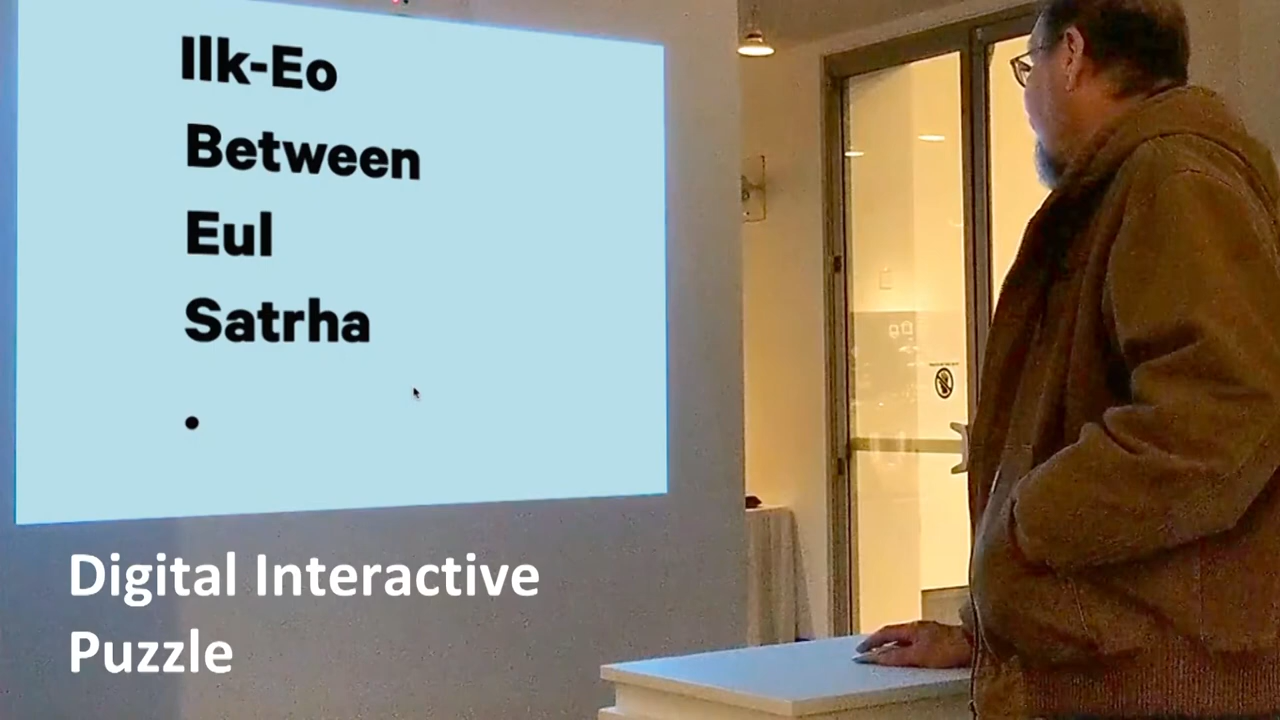 Ilk-Eo
Between
Eul
Satrha
.
Digital Interactive
Puzzle